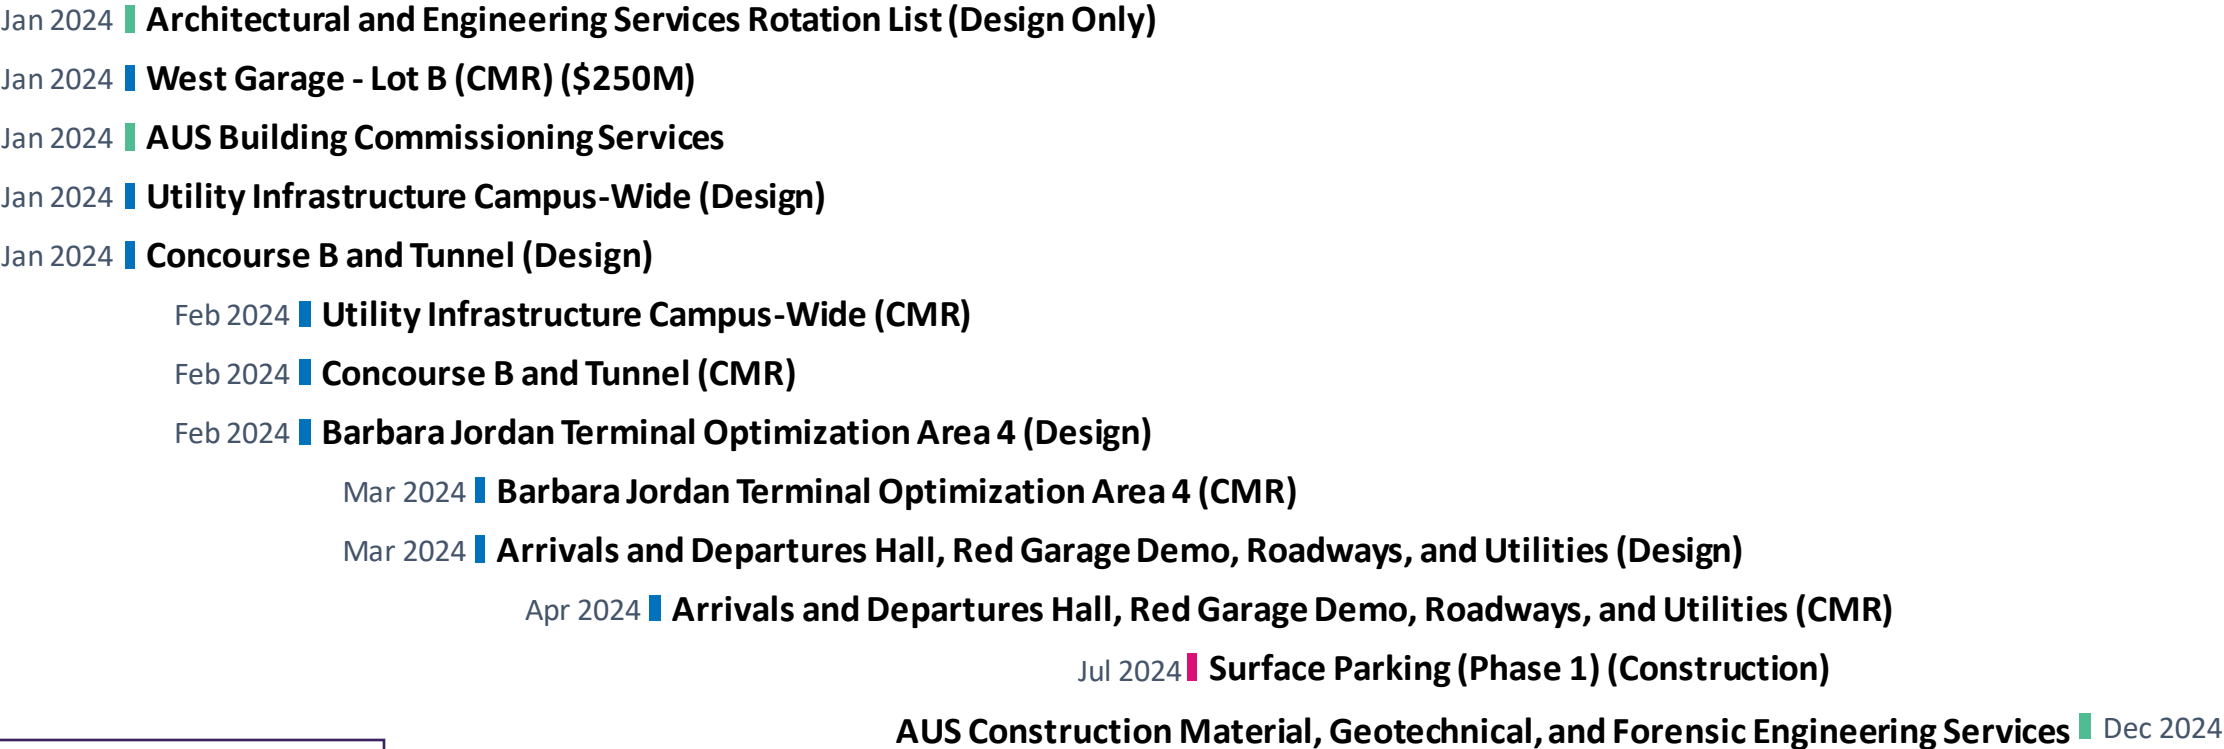 Jan 2024 Architectural and Engineering Services Rotation List (Design Only)
Jan 2024 West Garage - Lot B (CMR) ($250M)
Jan 2024 AUS Building Commissioning Services
Jan 2024 Utility Infrastructure Campus-Wide (Design)
Jan 2024 Concourse B and Tunnel (Design)
Feb 2024 Utility Infrastructure Campus-Wide (CMR)
Feb 2024 Concourse B and Tunnel (CMR)
Feb 2024 Barbara Jordan Terminal Optimization Area 4 (Design)
Mar 2024 Barbara Jordan Terminal Optimization Area 4 (CMR)
Mar 2024 Arrivals and Departures Hall, Red Garage Demo, Roadways, and Utilities (Design)
Apr 2024 Arrivals and Departures Hall, Red Garage Demo, Roadways, and Utilities (CMR)
Jul 2024 Surface Parking (Phase 1) (Construction)
AUS Construction Material, Geotechnical, and Forensic Engineering Services Dec 2024